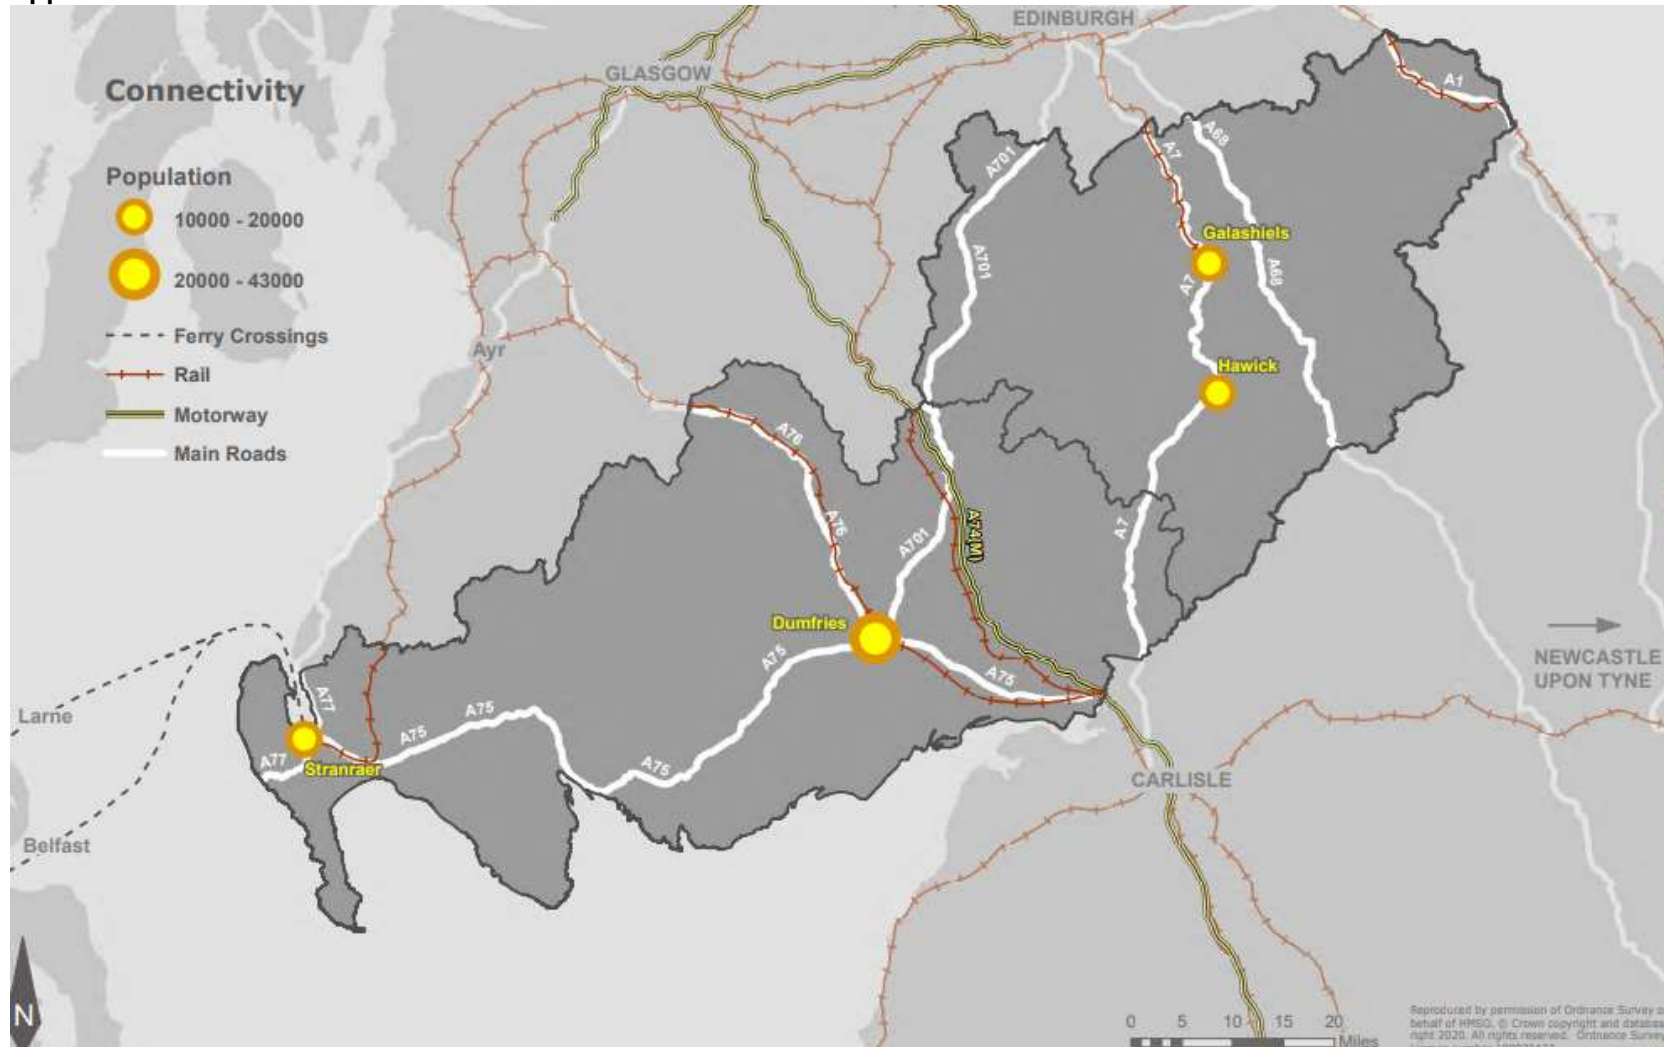 Connectivity
Population
10000 - 20000
20000 - 43000
Ferry Crossings
Rail
Motorway
Main Roads
EDINBURGH
GLASGOW
A1
A68
A7
A701
A701
Galashiels
A68
A7
Ayr
Hawick
A76
A76
A74(M)
A7
A701
Dumfries
A75
A75
NEWCASTLE
UPON TYNE
A77
A75
A75
Larne
A77
Stranraer
A75
CARLISLE
Belfast
N
0 5 10 15 20
Miles
Reproduced by permission of Ordnance Survey
behalf of HMSO. © Crown copyright and
right 2020. All rights reserved. Ordnance Survey